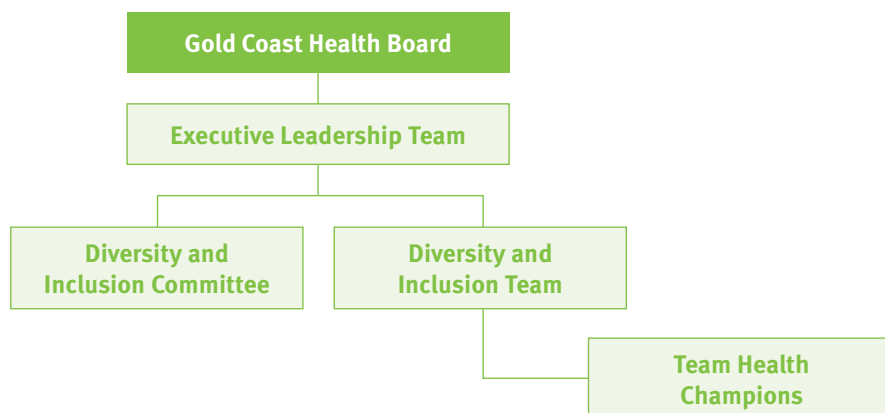 Gold Coast Health Board
Executive Leadership Team
Diversity and
Inclusion Committee
Diversity and
Inclusion Team
Team Health
Champions